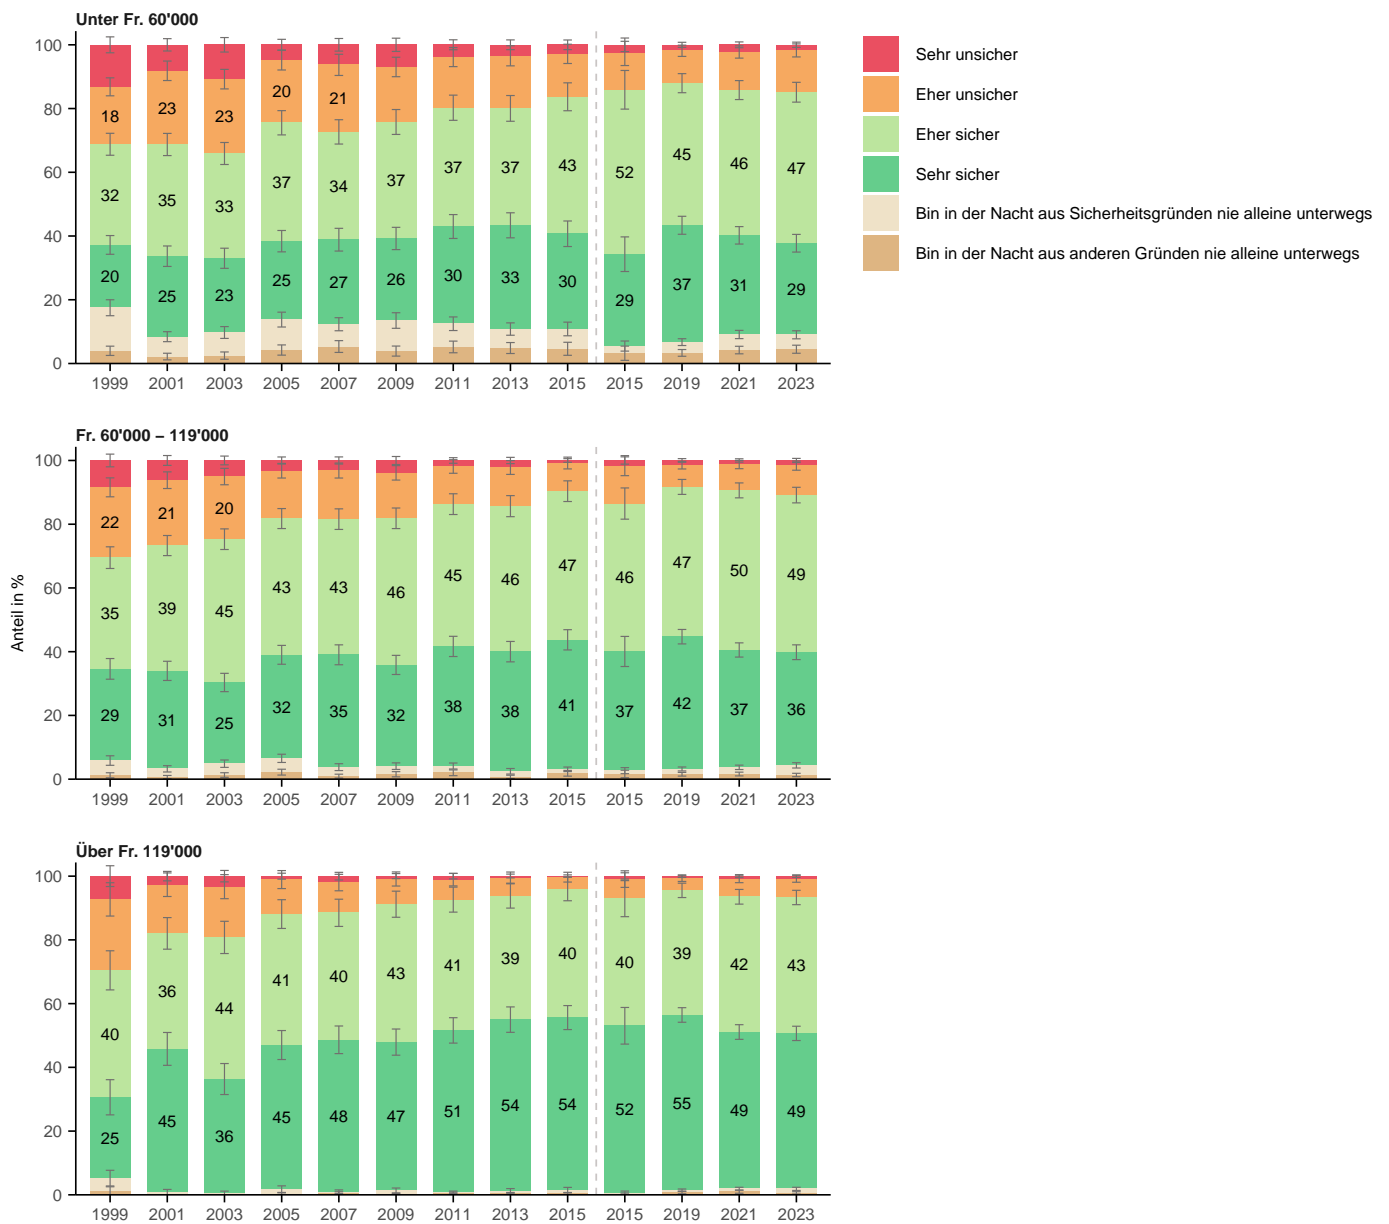 Unter Fr. 60'000
100
80
60
40
20
0
18 23 23 20 21
32 35 33 37 34 37 37 37 43 52 45 46 47
20 25 23 25 27 26 30 33 30 29 37 31 29
1999 2001 2003 2005 2007 2009 2011 2013 2015 2015 2019 2021 2023
Sehr unsicher
Eher unsicher
Eher sicher
Sehr sicher
Bin in der Nacht aus Sicherheitsgründen nie alleine unterwegs
Bin in der Nacht aus anderen Gründen nie alleine unterwegs
Anteil in %
Fr. 60'000 – 119'000
100
80
60
40
20
0
22 21 20
35 39 45 43 43 46 45 46 47 46 47 50 49
29 31 25 32 35 32 38 38 41 37 42 37 36
1999 2001 2003 2005 2007 2009 2011 2013 2015 2015 2019 2021 2023
Über Fr. 119'000
100
80
60
40
20
0
40 36 44 41 40 43 41 39 40 40 39 42 43
25 45 36 45 48 47 51 54 54 52 55 49 49
1999 2001 2003 2005 2007 2009 2011 2013 2015 2015 2019 2021 2023